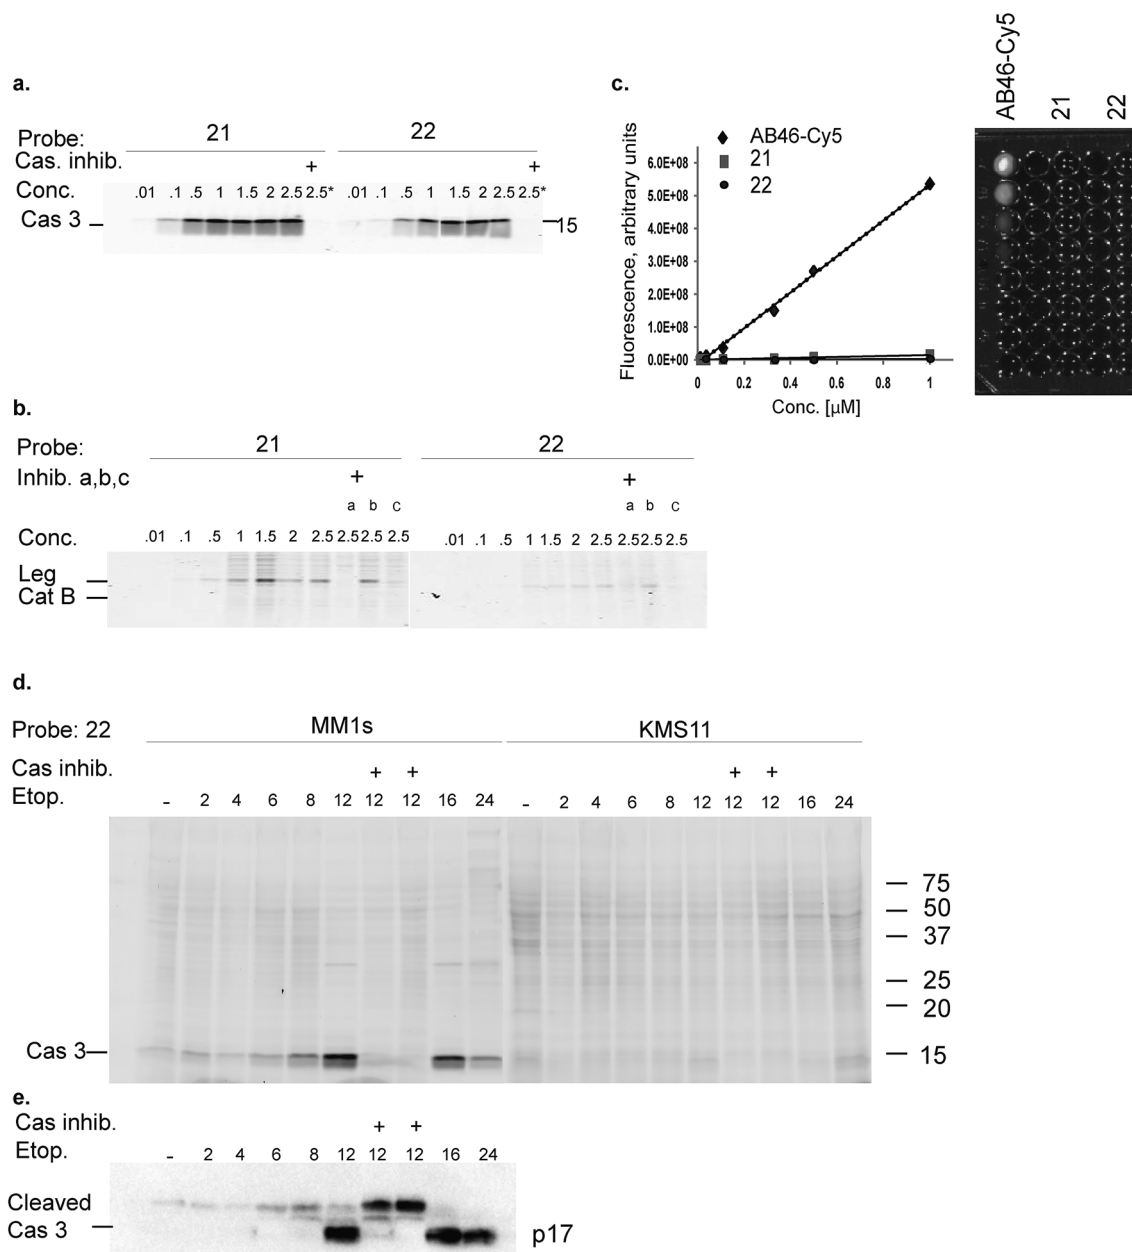 a.
Probe: 21 22
Cas. inhib. + +
Conc. .01 .1 .5 1 1.5 2 2.5 2.5* .01 .1 .5 1 1.5 2 2.5 2.5*
Cas 3 15
b.
Probe: 21 22
Inhib. a,b,c + +
a b c a b c
Conc. .01 .1 .5 1 1.5 2 2.5 2.5 2.5 2.5 .01 .1 .5 1 1.5 2 2.5 2.5 2.5 2.5
Leg
Cat B
c.
AB46-Cy5
21
22
Fluorescence, arbitrary units
6.0E+08
5.0E+08
4.0E+08
3.0E+08
2.0E+08
1.0E+08
0.0E+00
0 0.2 0.4 0.6 0.8 1
Conc. [μM]
AB46-Cy5 21 22
d.
Probe: 22 MM1s KMS11
Cas inhib. + + + +
Etop. - 2 4 6 8 12 12 12 16 24 - 2 4 6 8 12 12 12 16 24
75
50
37
25
20
Cas 3 15
e.
Cas inhib. + +
Etop. - 2 4 6 8 12 12 12 16 24
Cleaved
Cas 3 p17